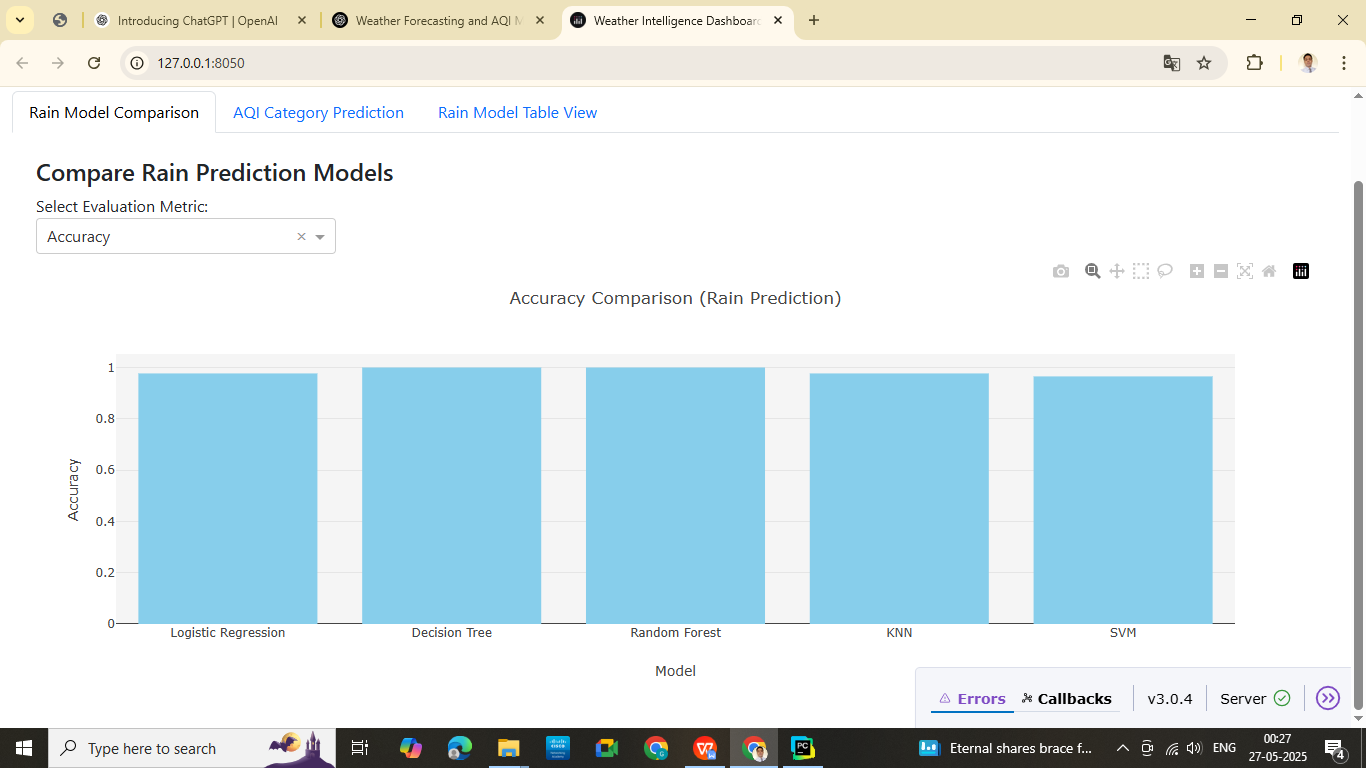 Introducing ChatGPT | OpenAI
Weather Forecasting and AQI M
Weather Intelligence Dashboard
127.0.0.1:8050
Rain Model Comparison
AQI Category Prediction
Rain Model Table View
Compare Rain Prediction Models
Select Evaluation Metric:
Accuracy
Accuracy Comparison (Rain Prediction)
1
0.8
0.6
0.4
0.2
0
Accuracy
Logistic Regression
Decision Tree
Random Forest
KNN
SVM
Model
Errors
Callbacks
v3.0.4
Server
Type here to search
PC
Eternal shares brace f...
ENG
00:27
27-05-2025
4